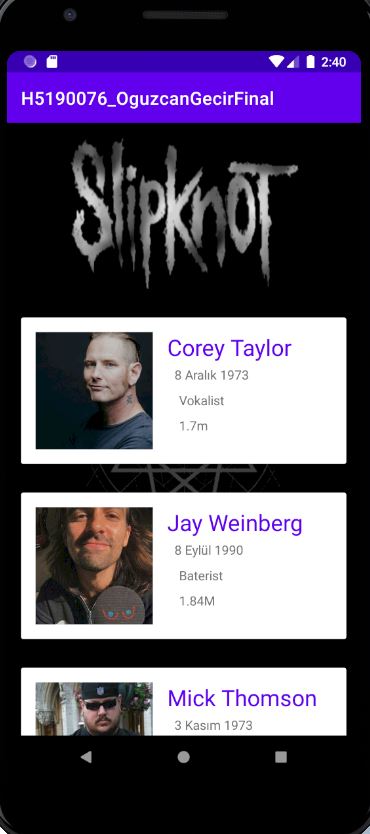 2:40
H5190076_OguzcanGecirFinal
Slipknot
Corey Taylor
8 Aralık 1973
Vokalist
1.7m
Jay Weinberg
8 Eylül 1990
Baterist
1.84M
Mick Thomson
3 Kasım 1973